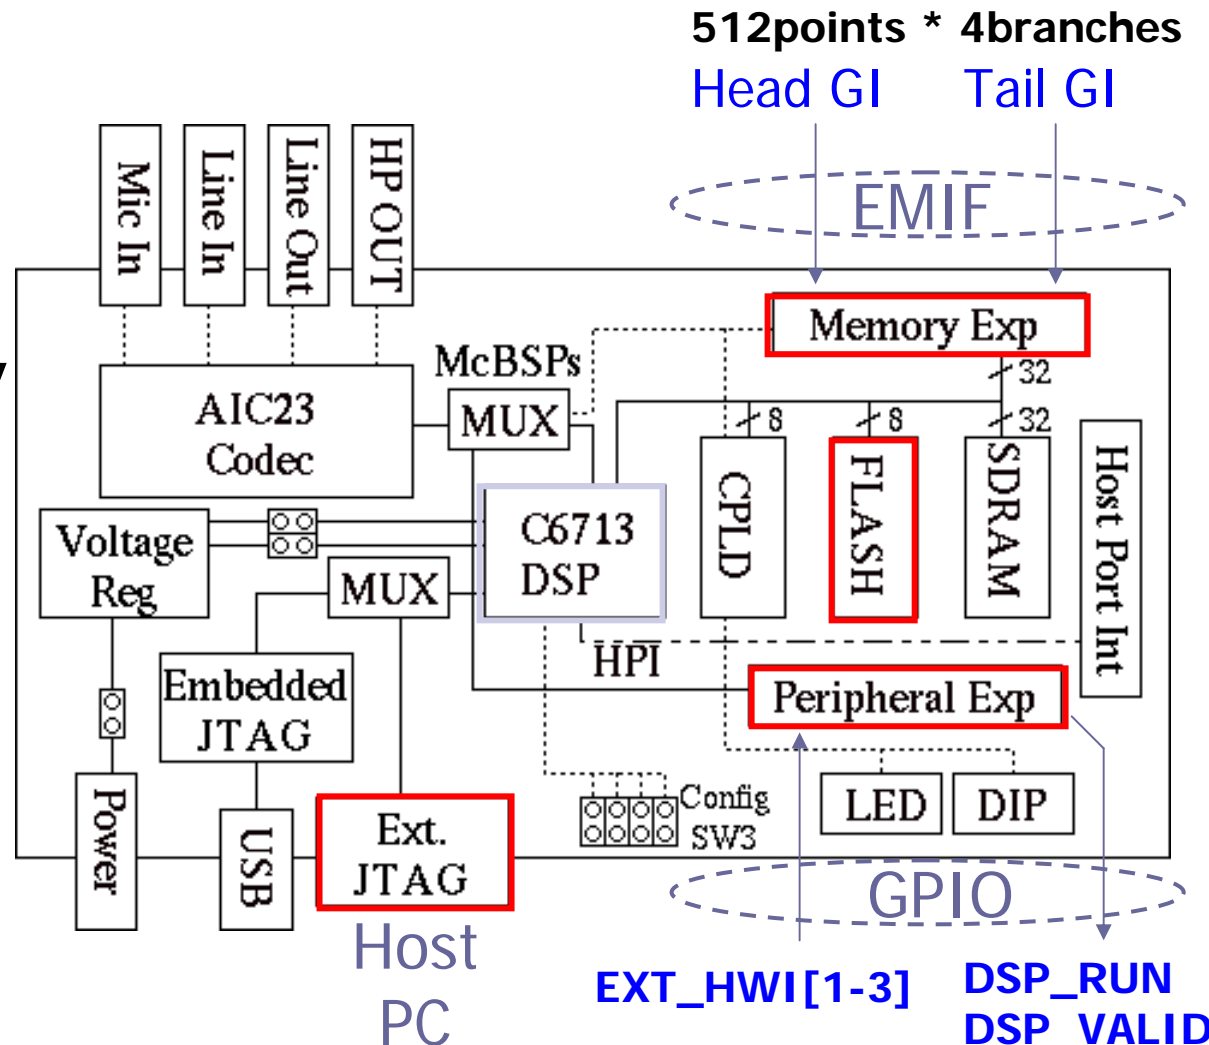 512points * 4branches
Head GI Tail GI
EMIF
Mic In
Line In
Line Out
HP OUT
Memory Exp
McBSPs
32
AIC23
Codec
MUX
8
8
32
CPLD
FLASH
SDRAM
Host Port Int
Voltage
Reg
C6713
DSP
MUX
HPI
Embedded
JTAG
Peripheral Exp
Power
USB
Ext.
JTAG
Config
SW3
LED
DIP
GPIO
Host
PC
EXT_HWI[1-3]
DSP_RUN
DSP_VALID